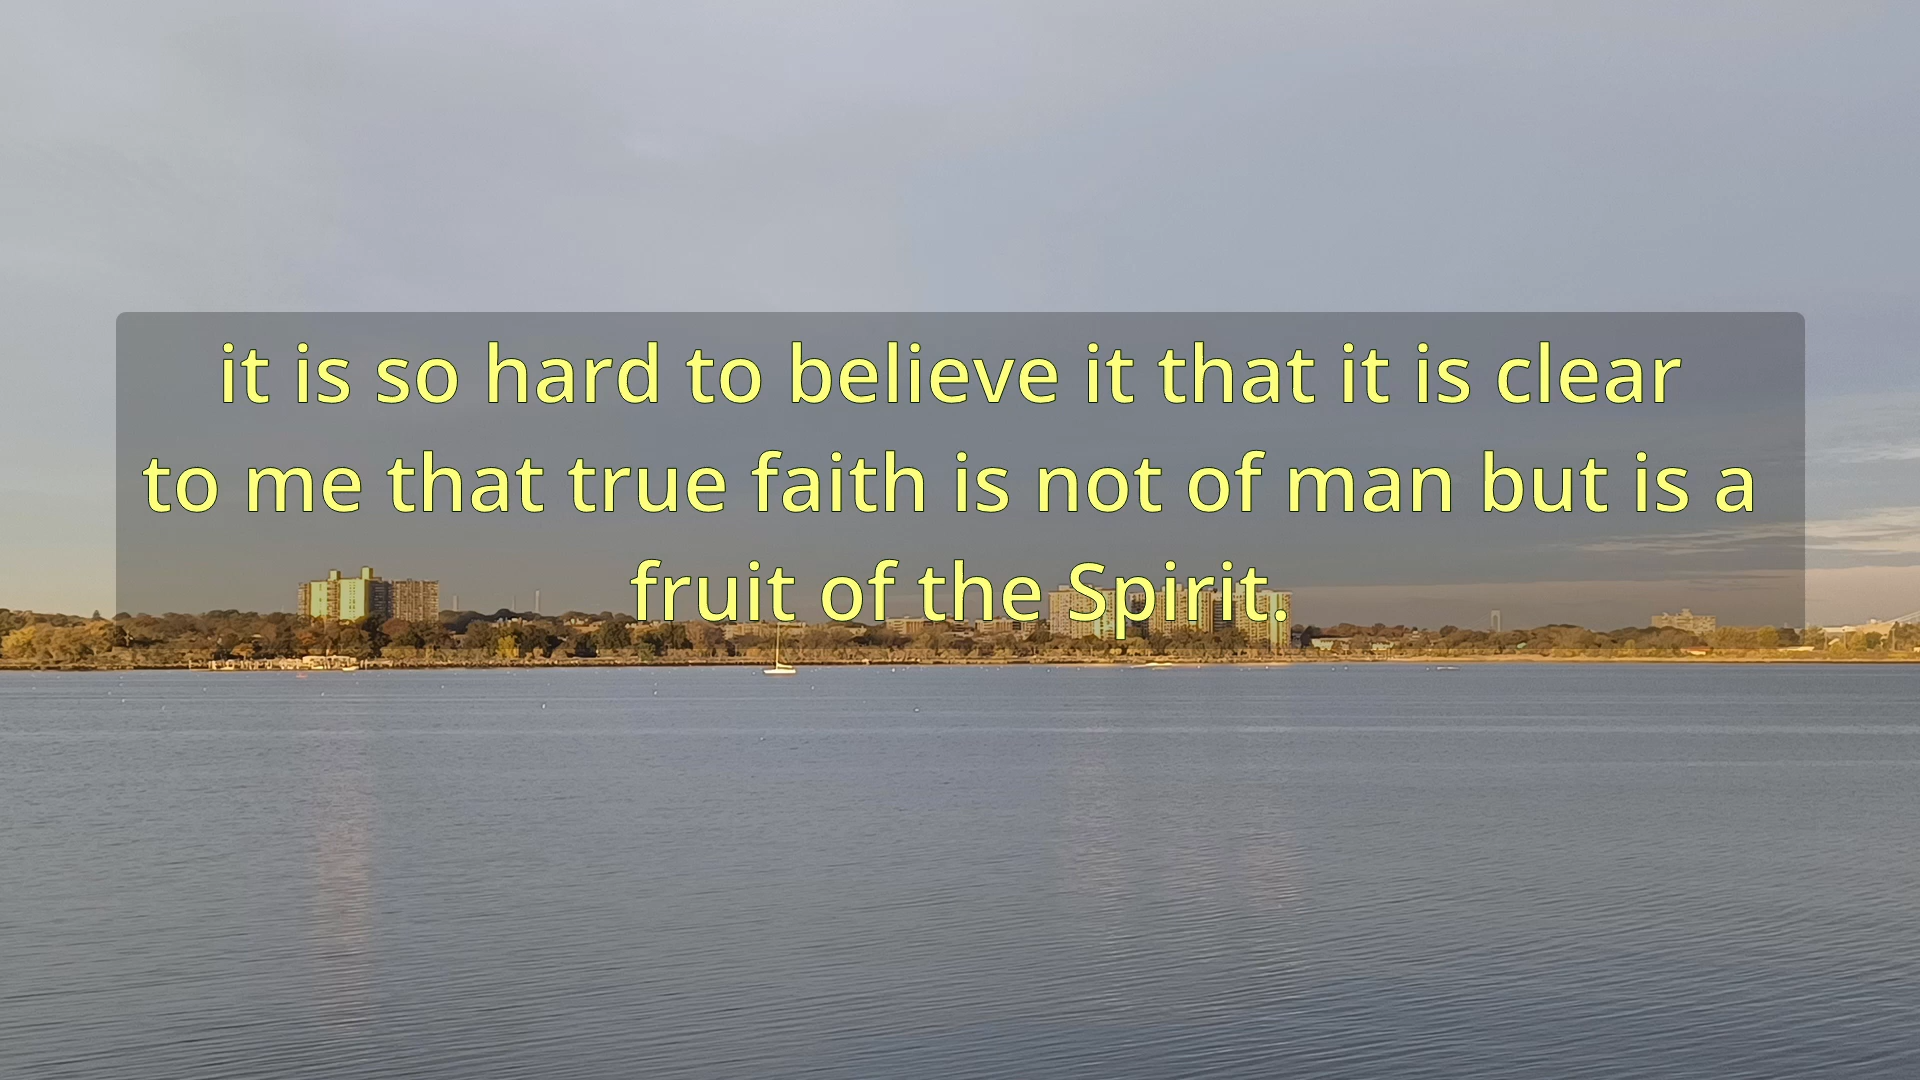 it is so hard to believe it that it is clear
to me that true faith is not of man but is a
fruit of the Spirit.